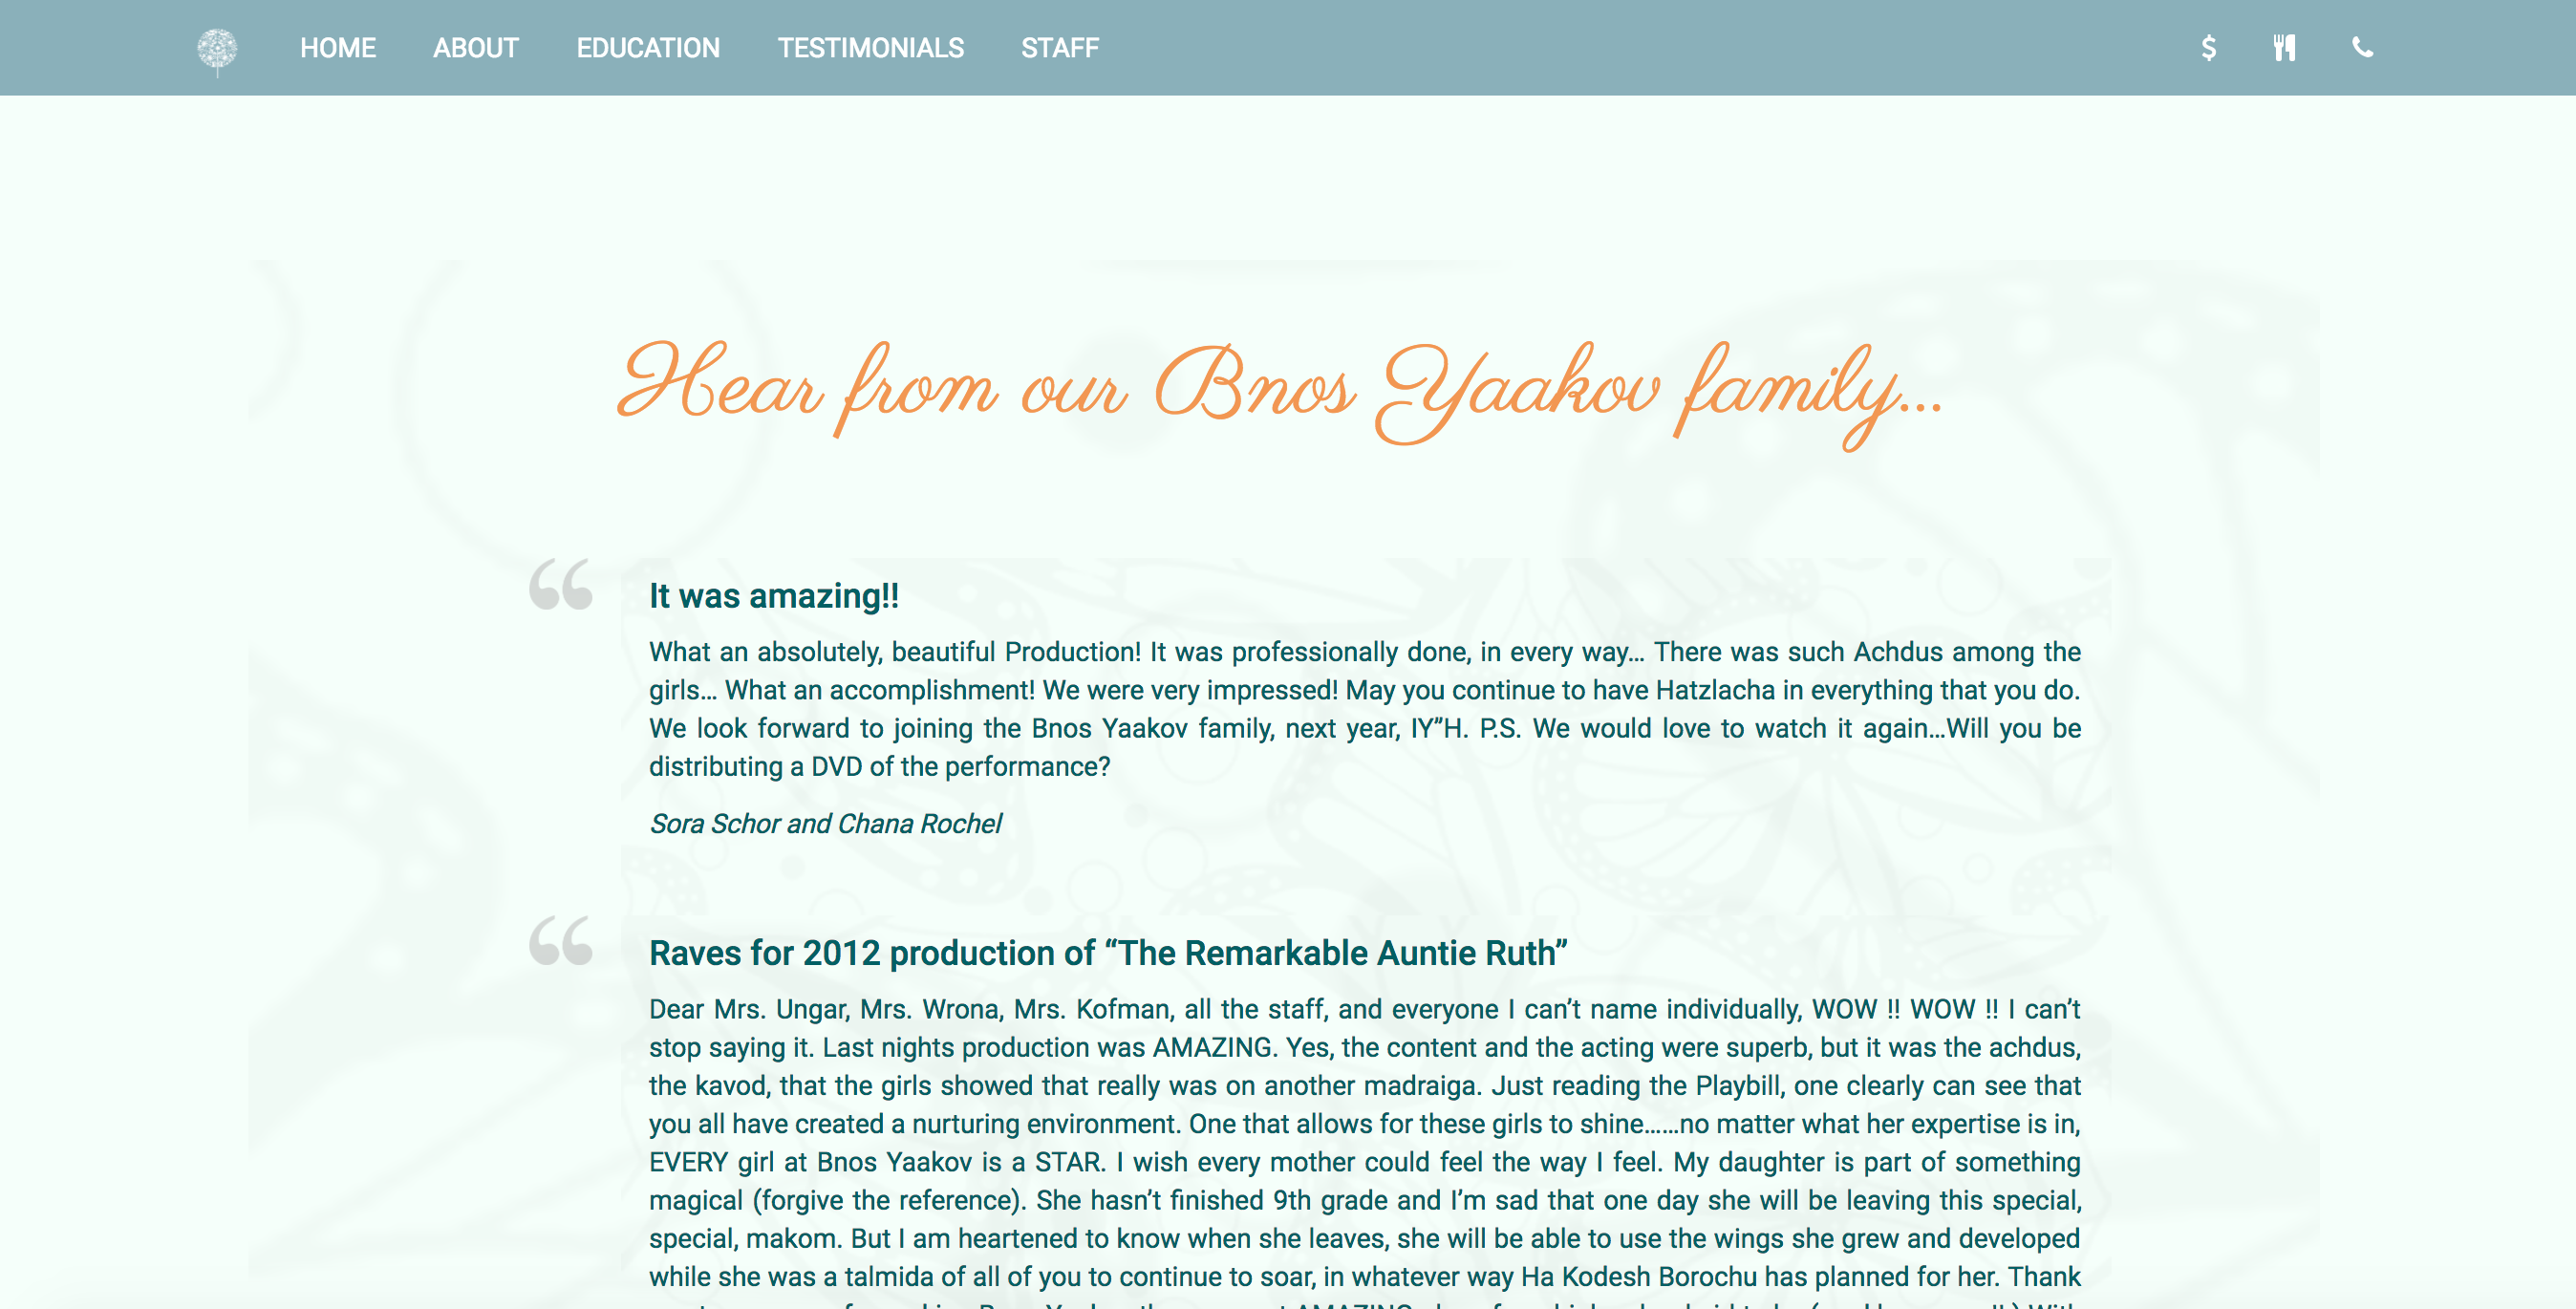 HOME ABOUT EDUCATION TESTIMONIALS STAFF
Hear from our Bnos Yaakov family...
It was amazing!!
What an absolutely, beautiful Production! It was professionally done, in every way… There was such Achdus among the
girls… What an accomplishment! We were very impressed! May you continue to have Hatzlacha in everything that you do.
We look forward to joining the Bnos Yaakov family, next year, IY”H. P.S. We would love to watch it again…Will you be
distributing a DVD of the performance?
Sora Schor and Chana Rochel
Raves for 2012 production of “The Remarkable Auntie Ruth”
Dear Mrs. Ungar, Mrs. Wrona, Mrs. Kofman, all the staff, and everyone I can’t name individually, WOW !! WOW !! I can’t
stop saying it. Last nights production was AMAZING. Yes, the content and the acting were superb, but it was the achdus,
the kavod, that the girls showed that really was on another madraiga. Just reading the Playbill, one clearly can see that
you all have created a nurturing environment. One that allows for these girls to shine……no matter what her expertise is in,
EVERY girl at Bnos Yaakov is a STAR. I wish every mother could feel the way I feel. My daughter is part of something
magical (forgive the reference). She hasn’t finished 9th grade and I’m sad that one day she will be leaving this special,
special, makom. But I am heartened to know when she leaves, she will be able to use the wings she grew and developed
while she was a talmida of all of you to continue to soar, in whatever way Ha Kodesh Borochu has planned for her. Thank